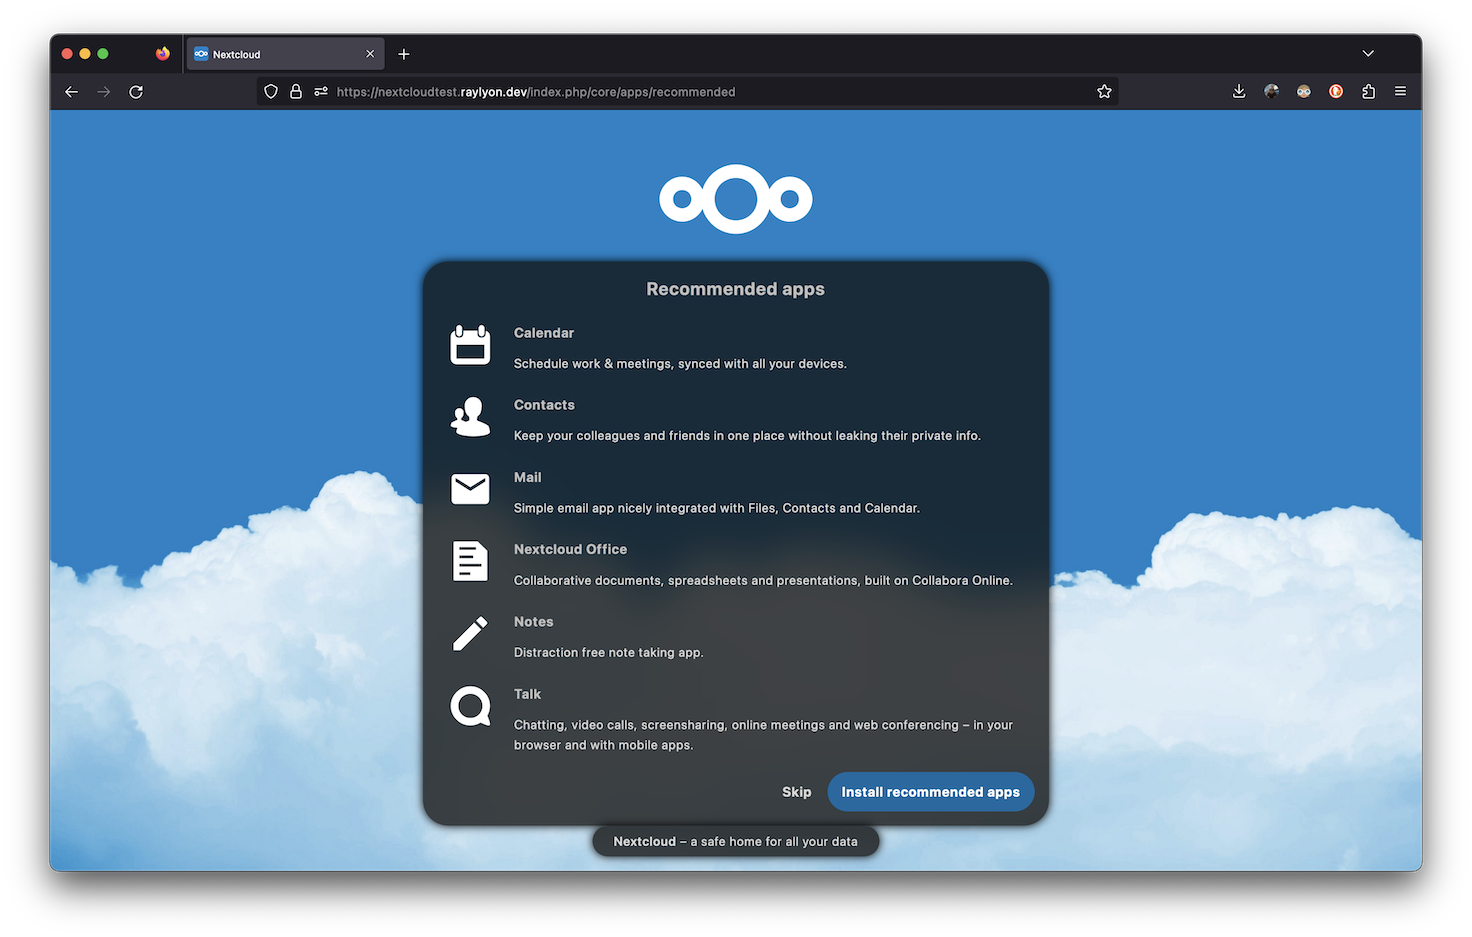 Nextcloud
https://nextcloudtest.raylyon.dev/index.php/core/apps/recommended
Recommended apps
Calendar
Schedule work & meetings, synced with all your devices.
Contacts
Keep your colleagues and friends in one place without leaking their private info.
Mail
Simple email app nicely integrated with Files, Contacts and Calendar.
Nextcloud Office
Collaborative documents, spreadsheets and presentations, built on Collabora Online.
Notes
Distraction free note taking app.
Talk
Chatting, video calls, screensharing, online meetings and web conferencing – in your
browser and with mobile apps.
Skip
Install recommended apps
Nextcloud – a safe home for all your data